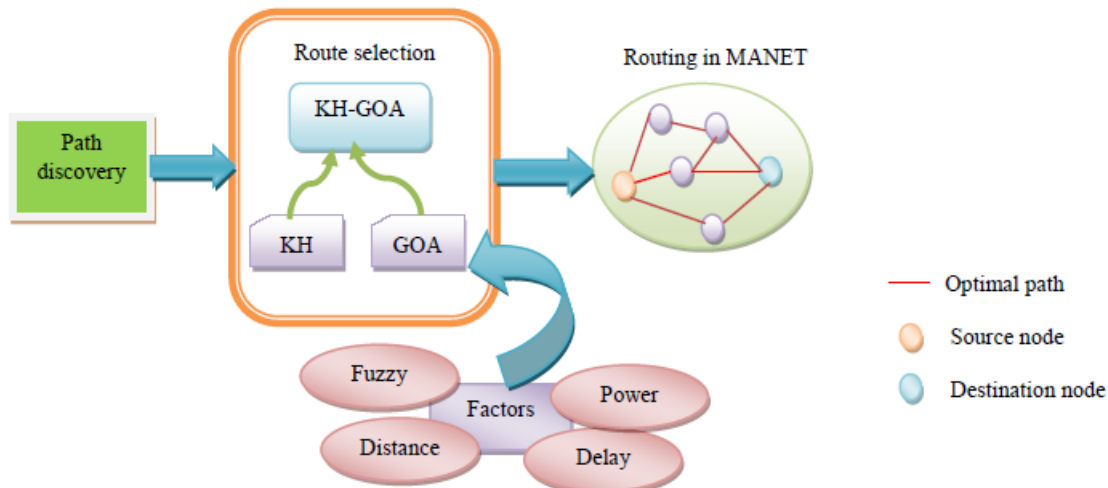 Route selection
KH-GOA
KH
GOA
Path
discovery
Routing in MANET
Fuzzy
Factors
Power
Distance
Delay
Optimal path
Source node
Destination node